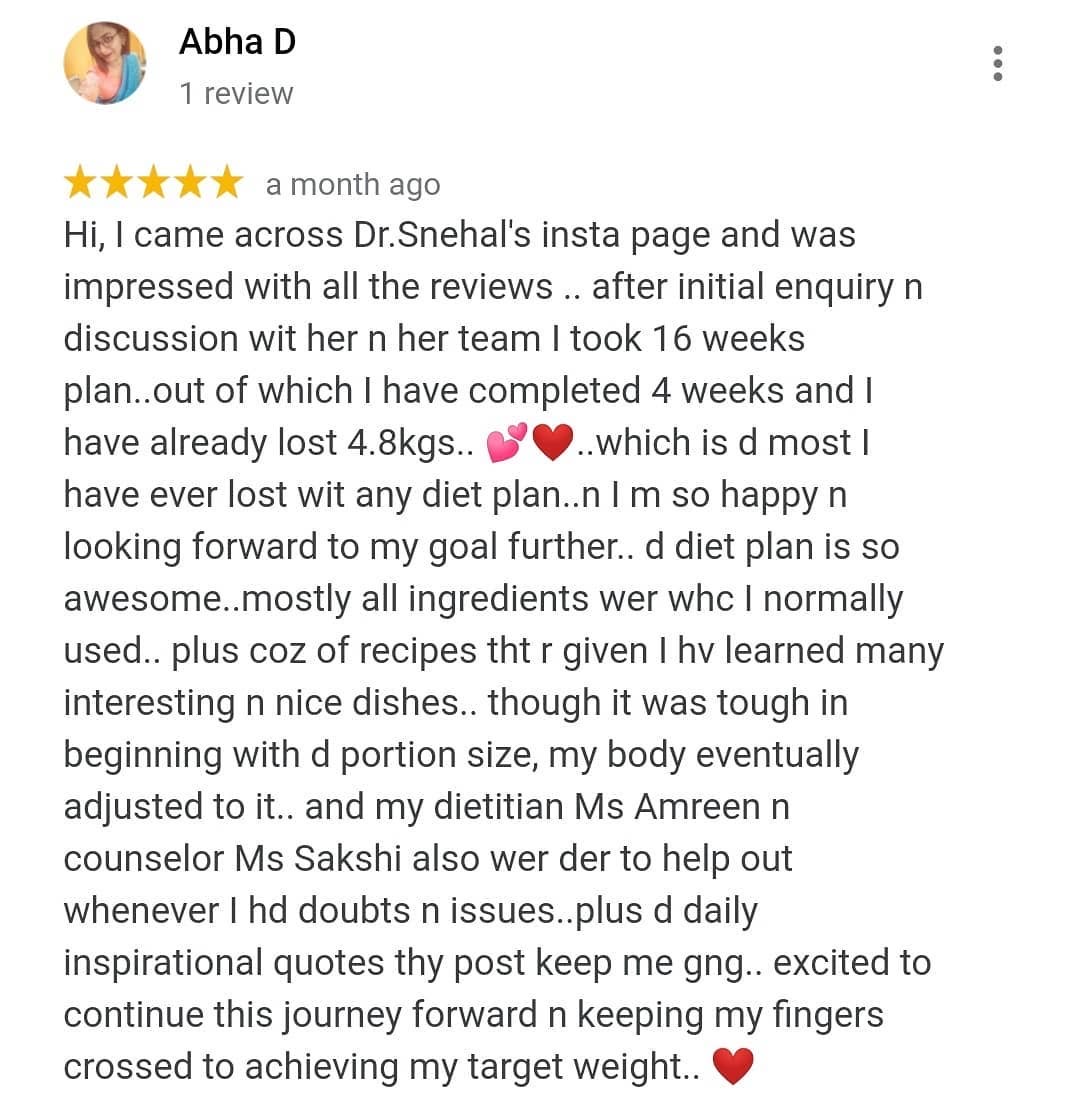 Abha D
1 review
★★★★★ a month ago
Hi, I came across Dr.Snehal's insta page and was
impressed with all the reviews .. after initial enquiry n
discussion wit her n her team I took 16 weeks
plan..out of which I have completed 4 weeks and I
have already lost 4.8kgs.. 💕❤️..which is d most I
have ever lost wit any diet plan..n I m so happy n
looking forward to my goal further.. d diet plan is so
awesome..mostly all ingredients wer whc I normally
used.. plus coz of recipes tht r given I hv learned many
interesting n nice dishes.. though it was tough in
beginning with d portion size, my body eventually
adjusted to it.. and my dietitian Ms Amreen n
counselor Ms Sakshi also wer der to help out
whenever I hd doubts n issues..plus d daily
inspirational quotes thy post keep me gng.. excited to
continue this journey forward n keeping my fingers
crossed to achieving my target weight.. ❤️